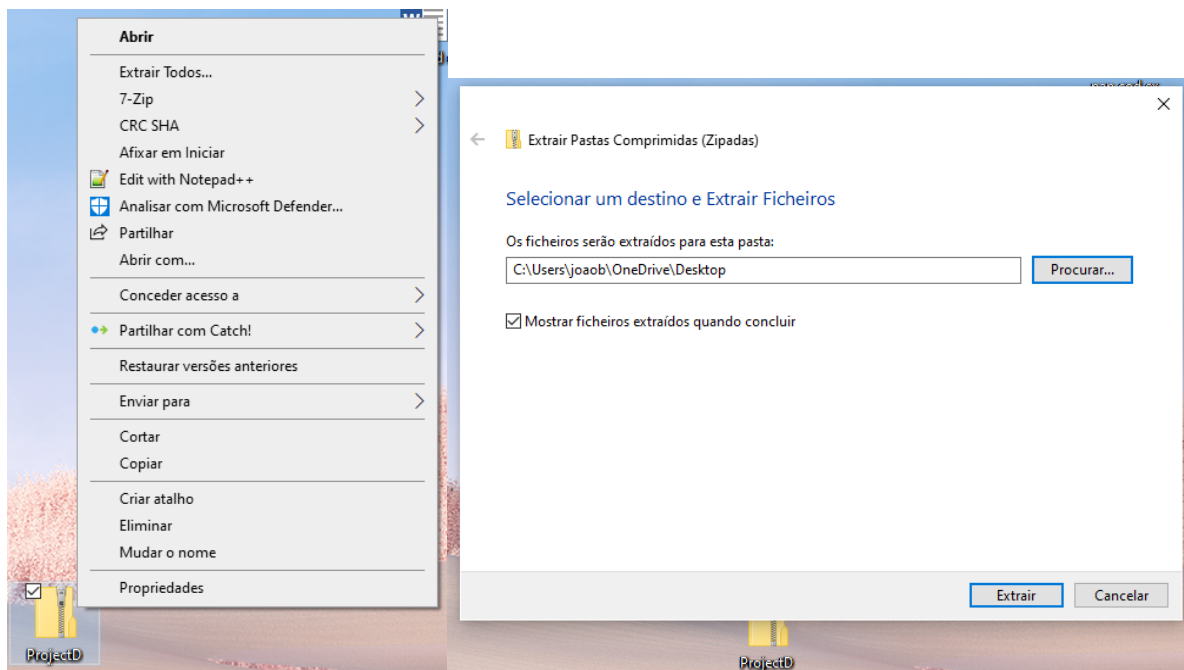 Abrir
Extrair Todos...
7-Zip
CRC SHA
Afixar em Iniciar
Edit with Notepad++
Analisar com Microsoft Defender...
Partilhar
Abrir com...
Conceder acesso a
Partilhar com Catch!
Restaurar versões anteriores
Enviar para
Cortar
Copiar
Criar atalho
Eliminar
Mudar o nome
Propriedades
ProjectD
Extrair Pastas Comprimidas (Zipadas)
Selecionar um destino e Extrair Ficheiros
Os ficheiros serão extraídos para esta pasta:
C:\Users\joaob\OneDrive\Desktop
Procurar...
Mostrar ficheiros extraídos quando concluir
Extrair
Cancelar
ProjectD